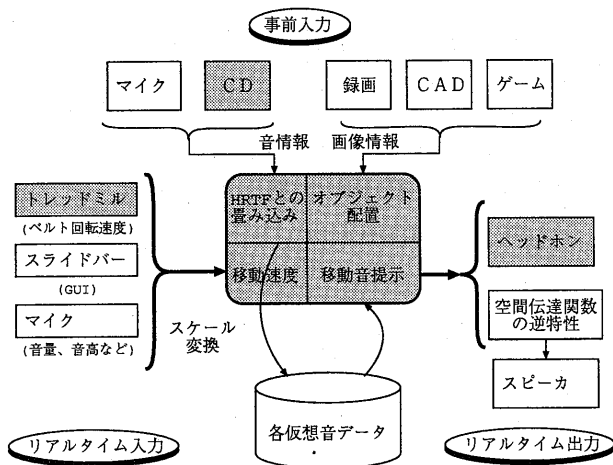 事前入力
マイク
ＣＤ
録画
ＣＡＤ
ゲーム
音情報
画像情報
トレッドミル
(ベルト回転速度)
スライドバー
(GUI)
マイク
(音量、音高など)
スケール
変換
HRTFとの
畳み込み
オブジェクト
配置
移動速度
移動音提示
ヘッドホン
空間伝達関数
の逆特性
スピーカ
各仮想音データ
リアルタイム入力
リアルタイム出力